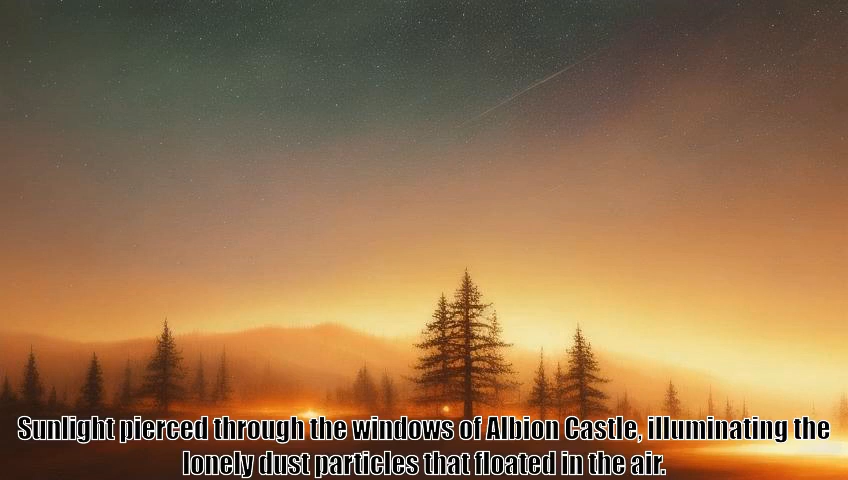 Sunlight pierced through the windows of Albion Castle, illuminating the
lonely dust particles that floated in the air.